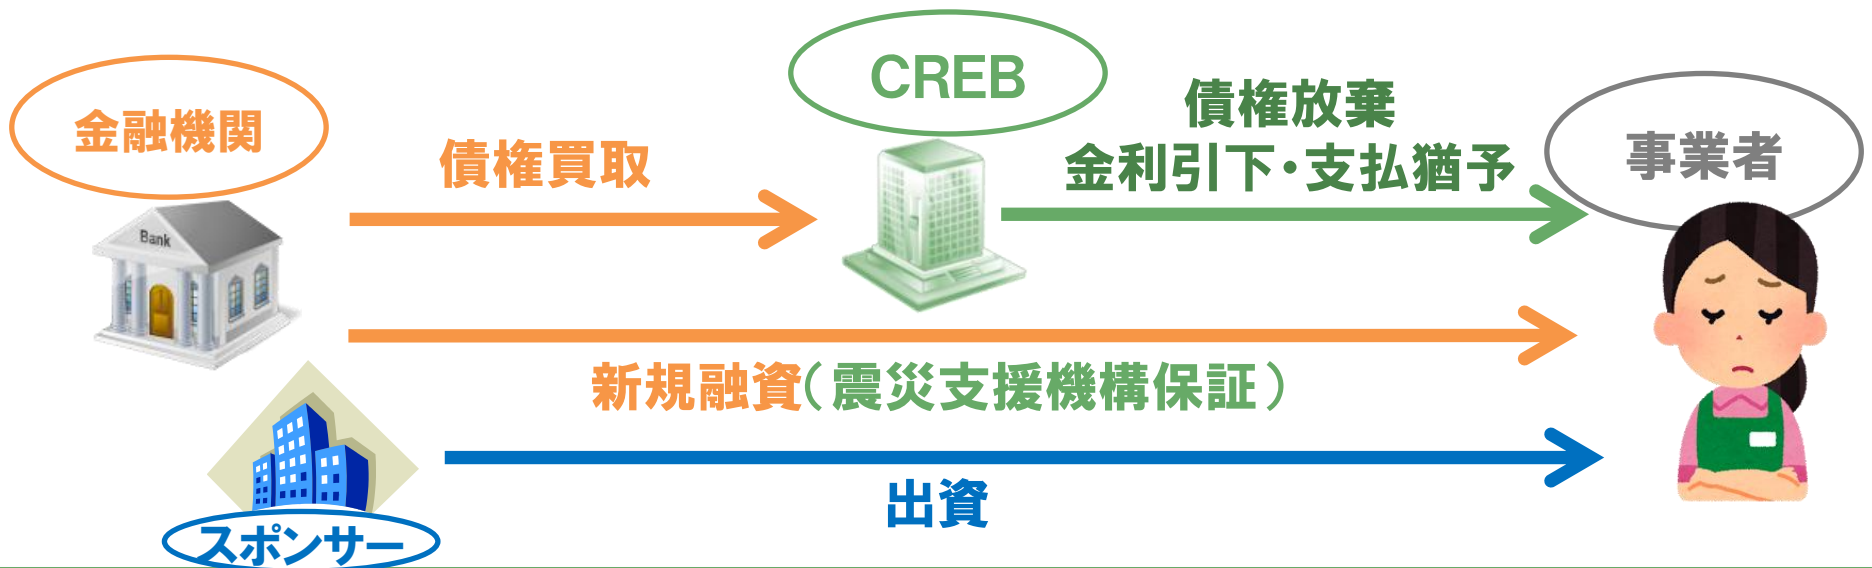 CREB
金融機関
債権買取
債権放棄
金利引下・支払猶予
事業者
Bank
新規融資(震災支援機構保証)
出資
スポンサー